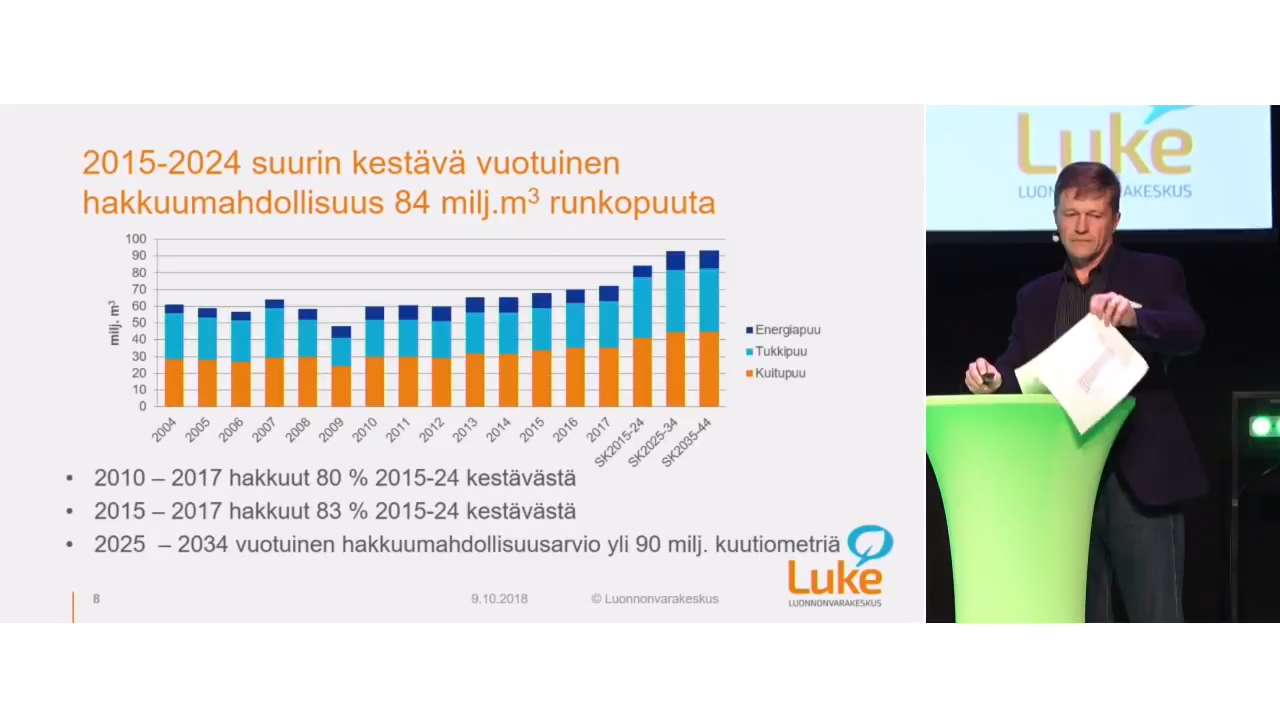 2015-2024 suurin kestävä vuotuinen
hakkuumahdollisuus 84 milj.m³ runkopuuta
100
90
80
70
60
50
40
30
20
10
0
milj. m³
2004
2005
2006
2007
2008
2009
2010
2011
2012
2013
2014
2015
2016
2017
SK2015-24
SK2025-34
SK2035-44
Energiapuu
Tukkipuu
Kuitupuu
• 2010 – 2017 hakkuut 80 % 2015-24 kestävästä
• 2015 – 2017 hakkuut 83 % 2015-24 kestävästä
• 2025 – 2034 vuotuinen hakkuumahdollisuusarvio yli 90 milj. kuutiometriä
Luke
LUONNONVARAKESKUS
8
9.10.2018
© Luonnonvarakeskus
Luke